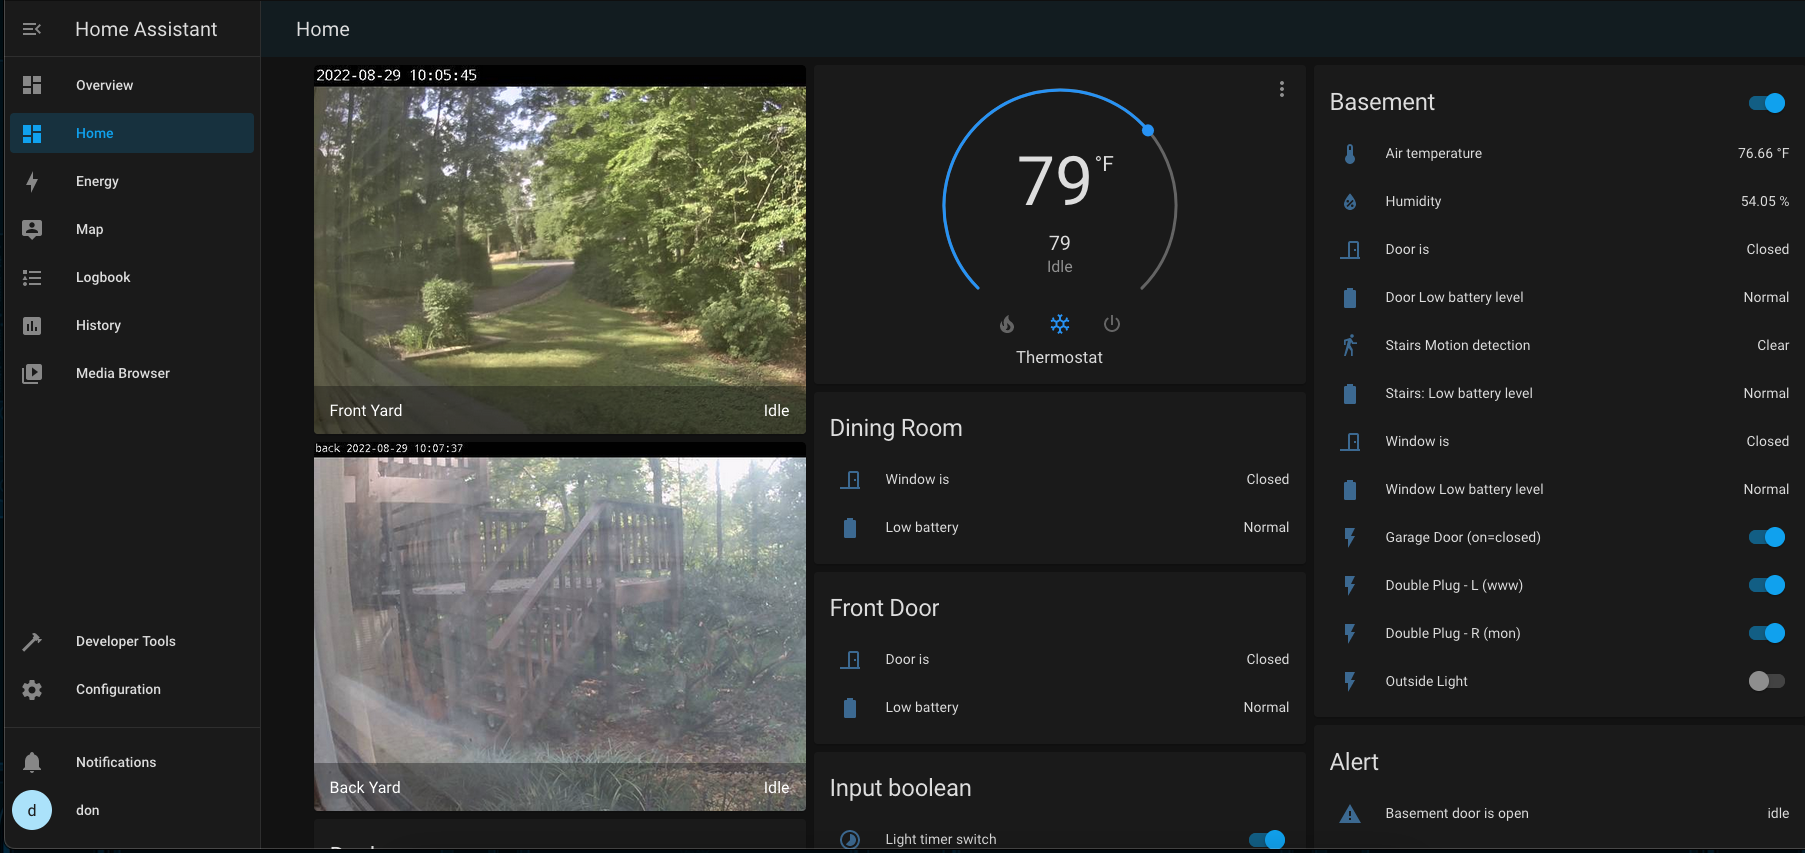 Home Assistant
Overview
Home
Energy
Map
Logbook
History
Media Browser
Developer Tools
Configuration
Notifications
d
don
Home
2022-08-29 10:05:45
Front Yard Idle
back 2022-08-29 10:07:37
Back Yard Idle
79 °F
79
Idle
Thermostat
Dining Room
Window is Closed
Low battery Normal
Front Door
Door is Closed
Low battery Normal
Input boolean
Light timer switch
Basement
Air temperature 76.66 °F
Humidity 54.05 %
Door is Closed
Door Low battery level Normal
Stairs Motion detection Clear
Stairs: Low battery level Normal
Window is Closed
Window Low battery level Normal
Garage Door (on=closed)
Double Plug - L (www)
Double Plug - R (mon)
Outside Light
Alert
Basement door is open idle